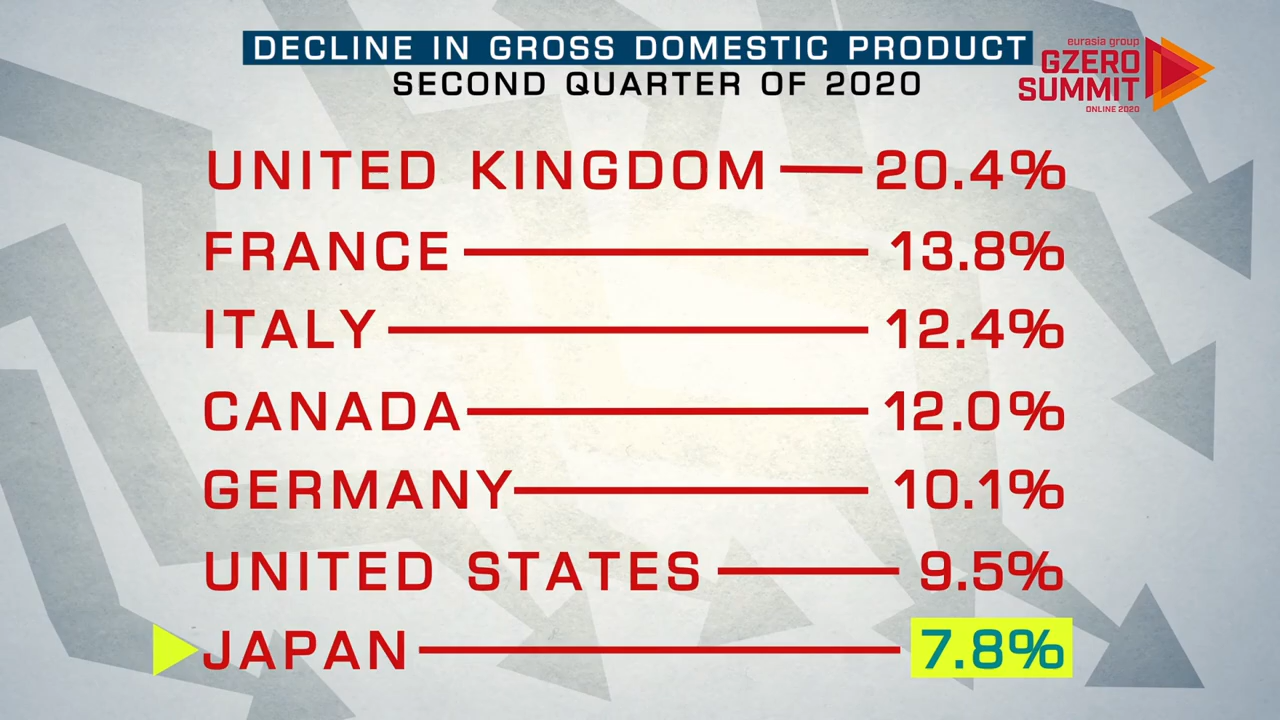 DECLINE IN GROSS DOMESTIC PRODUCT
SECOND QUARTER OF 2020
eurasia group
GZERO
SUMMIT
ONLINE 2020
UNITED KINGDOM 20.4%
FRANCE 13.8%
ITALY 12.4%
CANADA 12.0%
GERMANY 10.1%
UNITED STATES 9.5%
JAPAN 7.8%